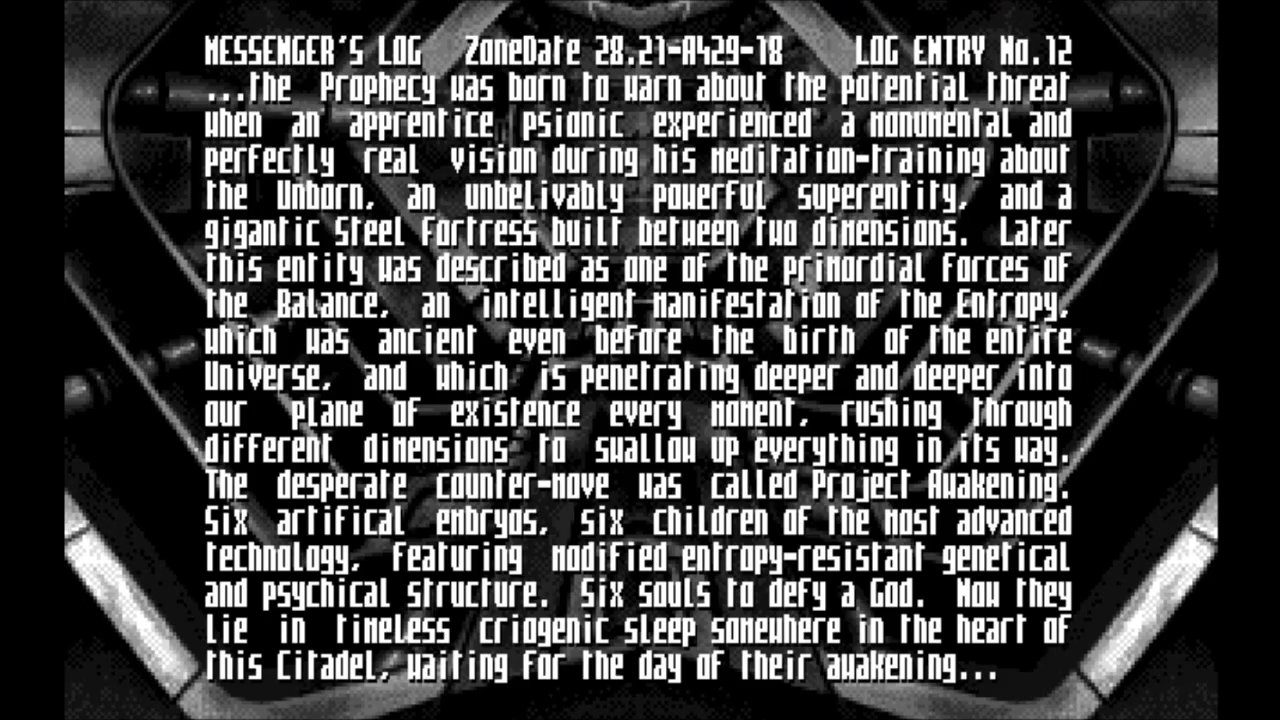 MESSENGER'S LOG ZoneDate 28.21-A429-18 LOG ENTRY No.12
...the Prophecy was born to warn about the potential threat
when an apprentice psionic experienced a monumental and
perfectly real vision during his meditation-training about
the Unborn, an unbelivably powerful superentity, and a
gigantic Steel Fortress built between two dimensions. Later
this entity was described as one of the primordial Forces of
the Balance, an intelligent manifestation of the Entropy,
which was ancient even before the birth of the entire
Universe, and which is penetrating deeper and deeper into
our plane of existence every moment, rushing through
different dimensions to swallow up everything in its way.
The desperate counter-move was called Project Awakening.
Six artifical embryos, six children of the most advanced
technology, featuring modified entropy-resistant genetical
and psychical structure. Six souls to defy a God. Now they
lie in timeless criogenic sleep somewhere in the heart of
this Citadel, waiting for the day of their awakening...